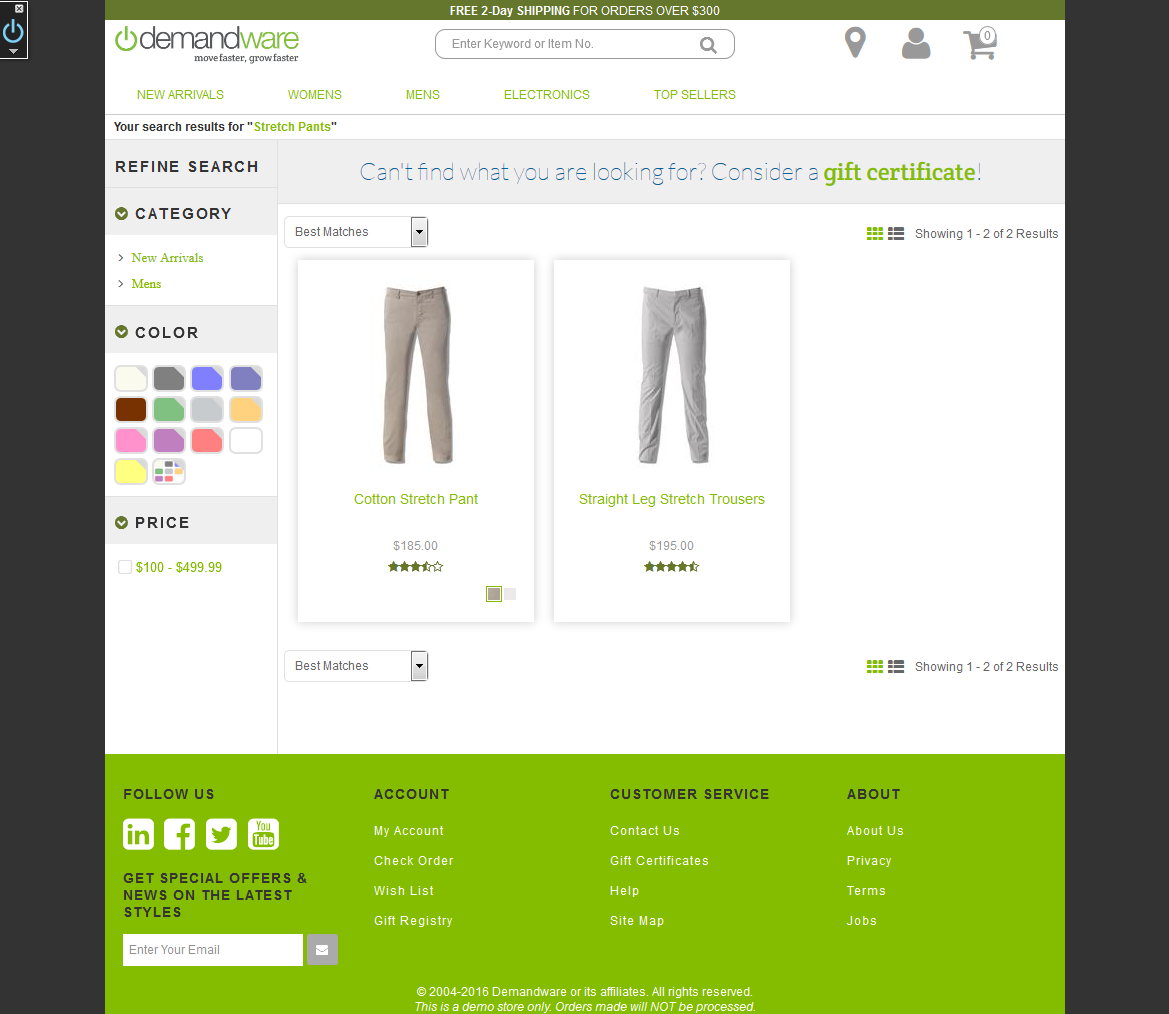 FREE 2-Day SHIPPING FOR ORDERS OVER $300
demandware
move faster, grow faster
Enter Keyword or Item No.
0
NEW ARRIVALS WOMENS MENS ELECTRONICS TOP SELLERS
Your search results for "Stretch Pants"
REFINE SEARCH
CATEGORY
New Arrivals
Mens
COLOR
PRICE
$100 - $499.99
Can't find what you are looking for? Consider a gift certificate!
Best Matches
Showing 1 - 2 of 2 Results
Cotton Stretch Pant
$185.00
Straight Leg Stretch Trousers
$195.00
Best Matches
Showing 1 - 2 of 2 Results
FOLLOW US
in
You
Tube
GET SPECIAL OFFERS &
NEWS ON THE LATEST
STYLES
Enter Your Email
ACCOUNT
My Account
Check Order
Wish List
Gift Registry
CUSTOMER SERVICE
Contact Us
Gift Certificates
Help
Site Map
ABOUT
About Us
Privacy
Terms
Jobs
© 2004-2016 Demandware or its affiliates. All rights reserved.
This is a demo store only. Orders made will NOT be processed.